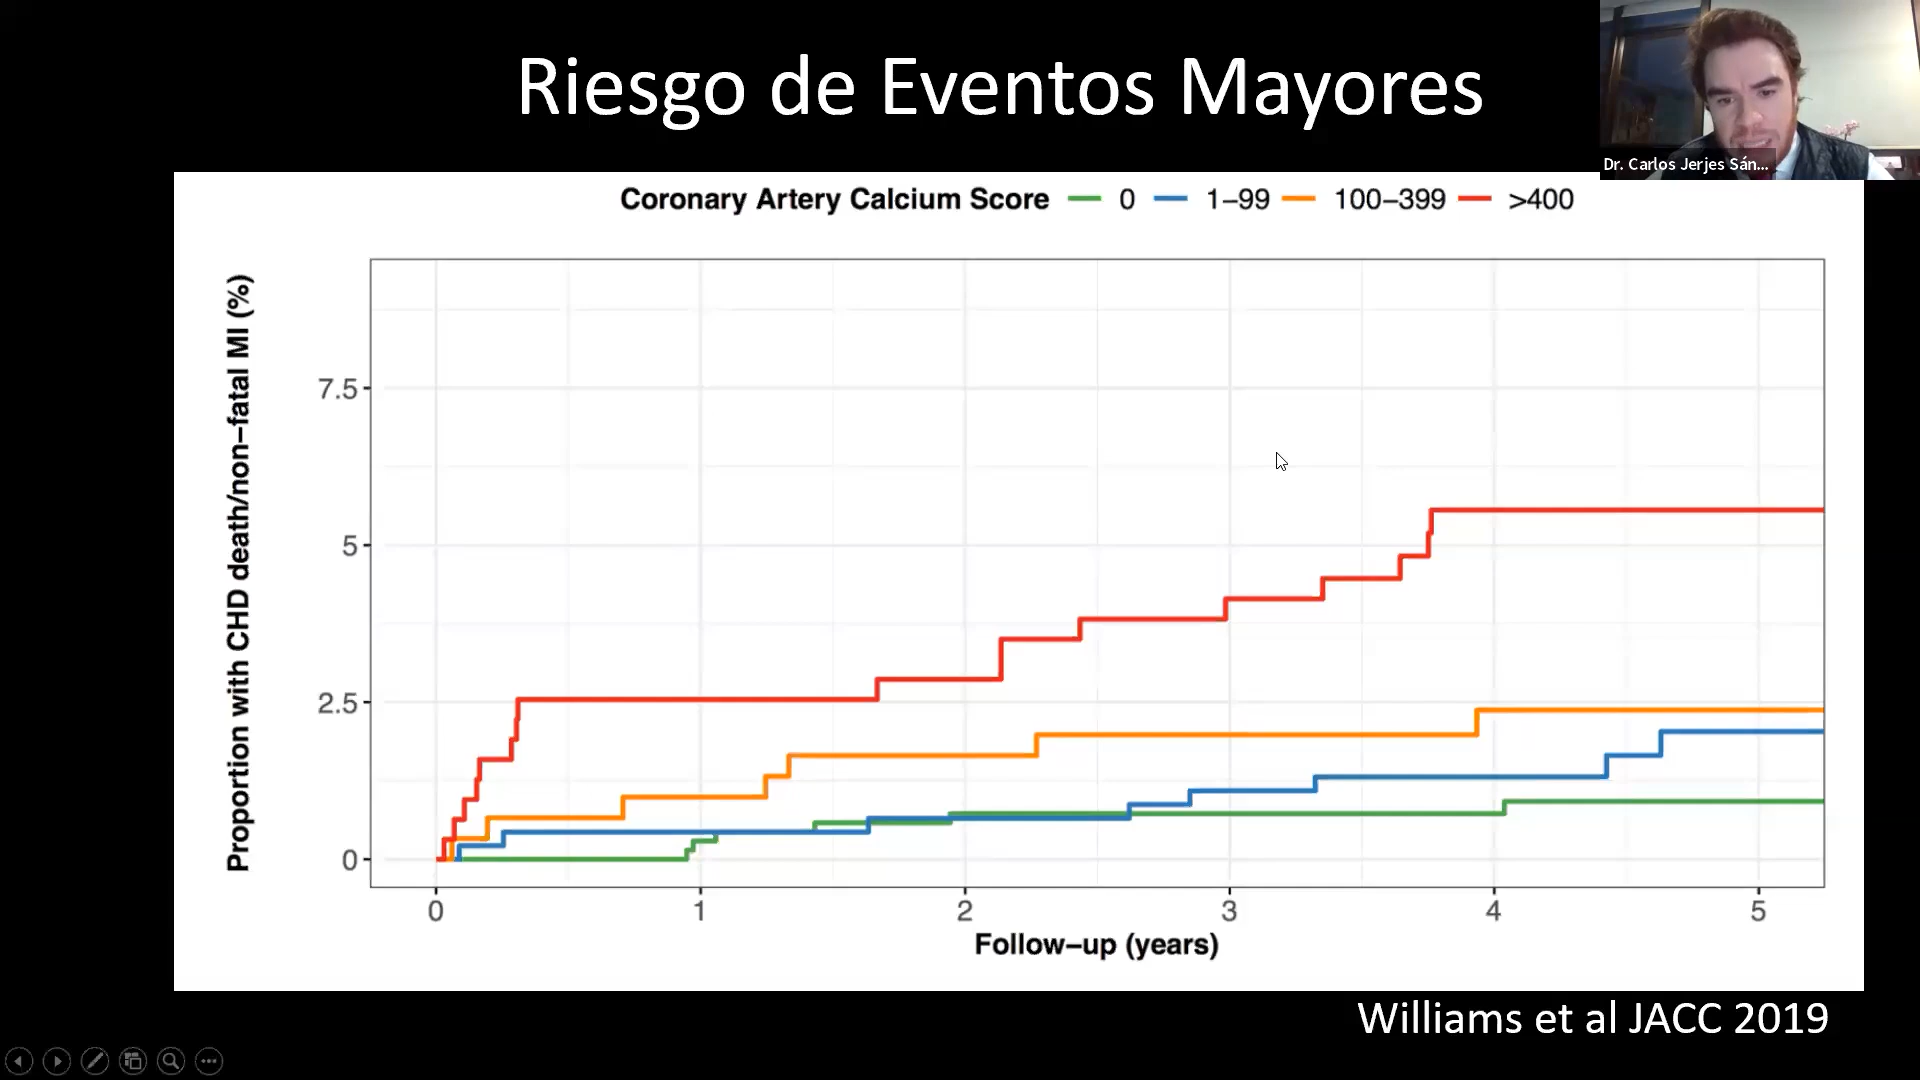 Riesgo de Eventos Mayores
Dr. Carlos Jerjes Sán...
Coronary Artery Calcium Score 0 1–99 100–399 >400
Proportion with CHD death/non–fatal MI (%)
7.5
5
2.5
0
0 1 2 3 4 5
Follow–up (years)
Williams et al JACC 2019